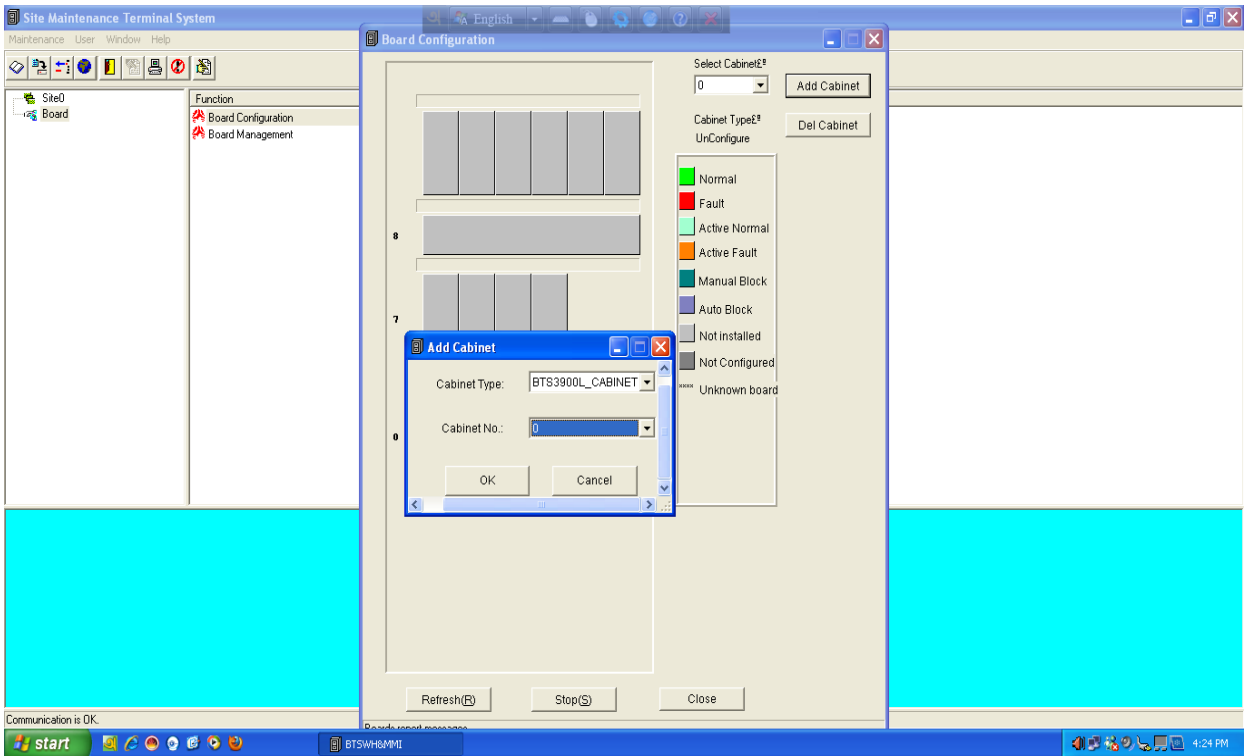 Site Maintenance Terminal System
English
Maintenance User Window Help
Board Configuration
Site0
Board
Function
Board Configuration
Board Management
Select Cabinet£º
0
Add Cabinet
Cabinet Type£º
UnConfigure
Del Cabinet
8
7
0
Normal
Fault
Active Normal
Active Fault
Manual Block
Auto Block
Not installed
Not Configured
**** Unknown board
Add Cabinet
Cabinet Type: BTS3900L_CABINET
Cabinet No.: 0
OK Cancel
Refresh(R) Stop(S) Close
Communication is OK.
Boards report messages
start
BTSWH&MMI
4:24 PM